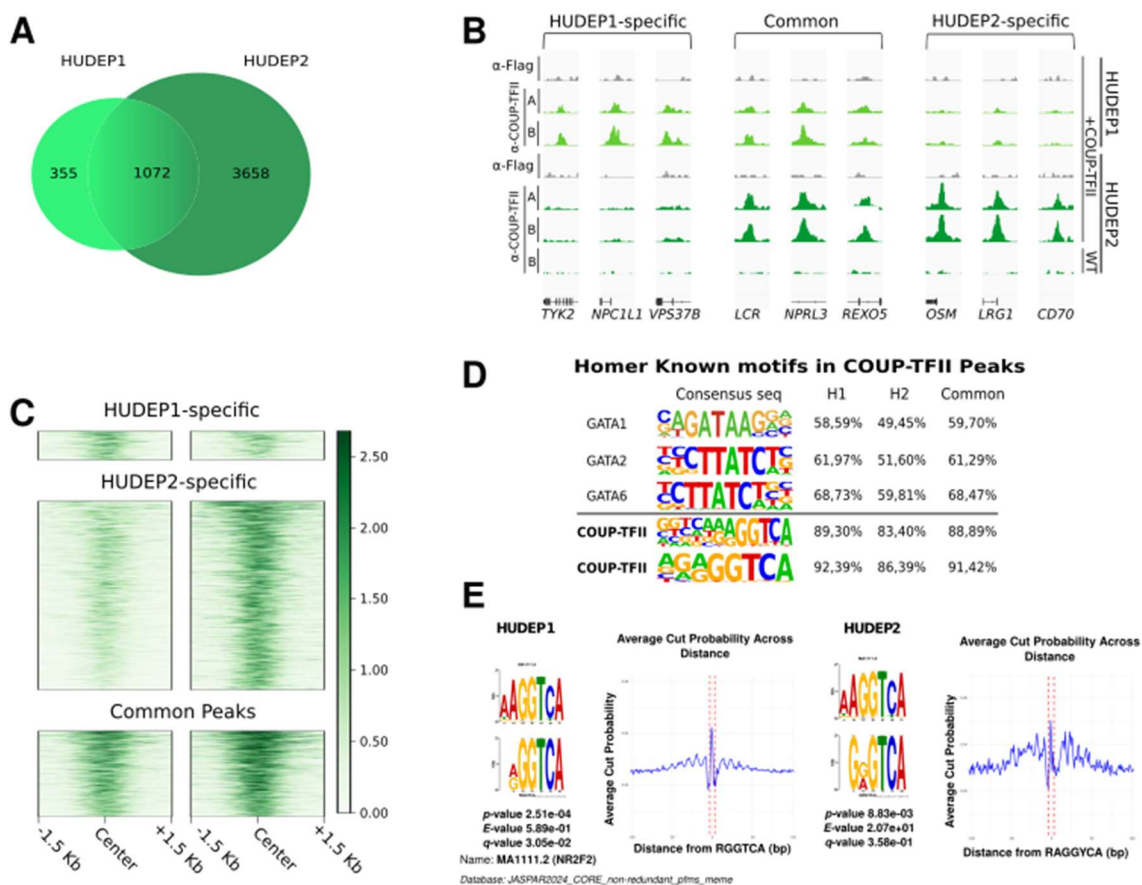 A
HUDEP1
HUDEP2
355
1072
3658
B
HUDEP1-specific
Common
HUDEP2-specific
α-Flag
α-COUP-TFII
A
B
α-Flag
α-COUP-TFII
A
B
B
HUDEP1
HUDEP2
+COUP-TFII
WT
TYK2 NPC1L1 VPS37B LCR NPRL3 REXO5 OSM LRG1 CD70
C
HUDEP1-specific
HUDEP2-specific
Common Peaks
2.50
2.00
1.50
1.00
0.50
0.00
-1.5 Kb Center +1.5 Kb -1.5 Kb Center +1.5 Kb
D
Homer Known motifs in COUP-TFII Peaks
Consensus seq H1 H2 Common
GATA1 58,59% 49,45% 59,70%
GATA2 61,97% 51,60% 61,29%
GATA6 68,73% 59,81% 68,47%
COUP-TFII 89,30% 83,40% 88,89%
COUP-TFII 92,39% 86,39% 91,42%
E
HUDEP1
AAGGTCA
p-value 2.51e-04
E-value 5.89e-01
q-value 3.05e-02
Name: MA1111.2 (NR2F2)
Database: JASPAR2024_CORE_non-redundant_pfms_meme
Average Cut Probability Across
Distance
Average Cut Probability
Distance from RGGTCA (bp)
HUDEP2
AAGGTCA
p-value 8.83e-03
E-value 2.07e+01
q-value 3.58e-01
Average Cut Probability Across
Distance
Average Cut Probability
Distance from RAGGYCA (bp)